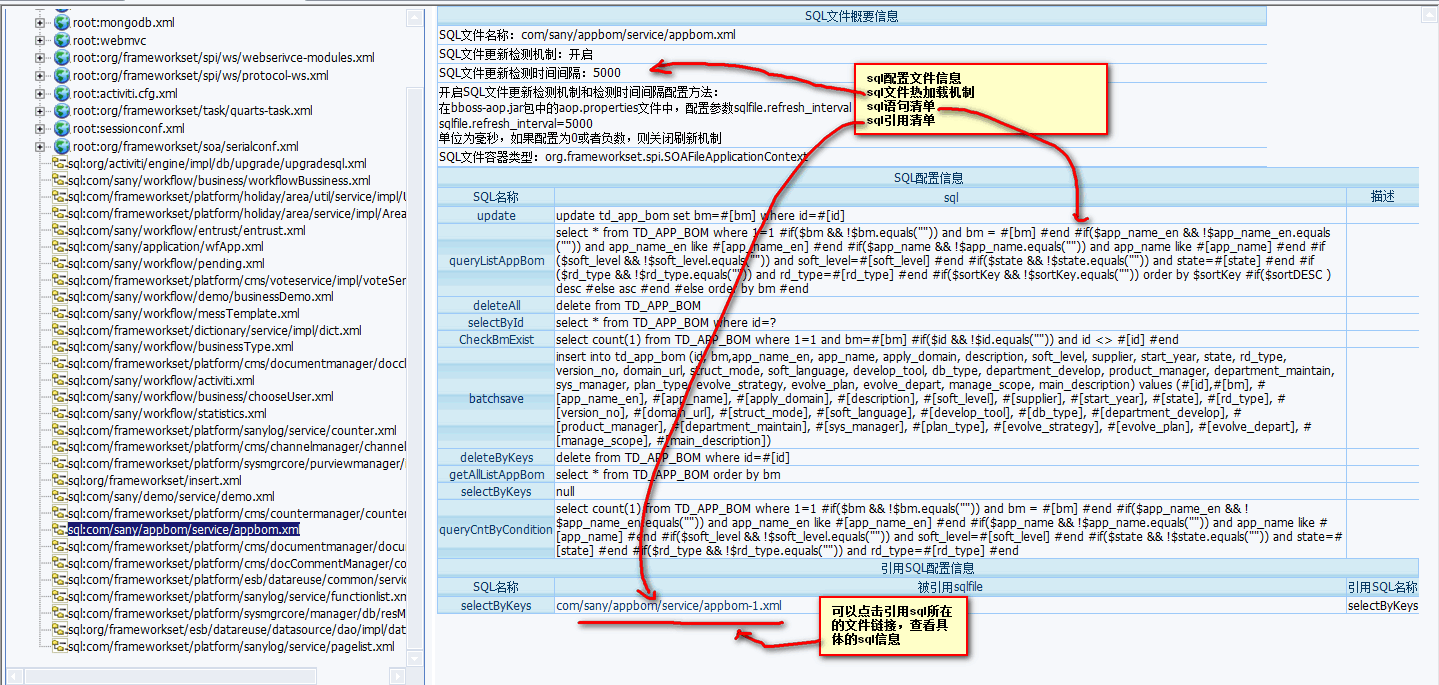 root:mongodb.xml
root:webmvc
root:org/frameworkset/spi/ws/webserivce-modules.xml
root:org/frameworkset/spi/ws/protocol-ws.xml
root:activiti.cfg.xml
root:org/frameworkset/task/quarts-task.xml
root:sessionconf.xml
root:org/frameworkset/soa/serialconf.xml
sql:org/activiti/engine/impl/db/upgrade/upgradesql.xml
sql:com/sany/workflow/business/workflowBussiness.xml
sql:com/frameworkset/platform/holiday/area/util/service/impl/
sql:com/frameworkset/platform/holiday/area/service/impl/Area
sql:com/sany/workflow/entrust/entrust.xml
sql:com/sany/application/wfApp.xml
sql:com/sany/workflow/pending.xml
sql:com/frameworkset/platform/cms/voteservice/impl/voteSer
sql:com/sany/workflow/demo/businessDemo.xml
sql:com/sany/workflow/messTemplate.xml
sql:com/frameworkset/dictionary/service/impl/dict.xml
sql:com/sany/workflow/businessType.xml
sql:com/frameworkset/platform/cms/documentmanager/docc
sql:com/sany/workflow/activiti.xml
sql:com/sany/workflow/business/chooseUser.xml
sql:com/sany/workflow/statistics.xml
sql:com/frameworkset/platform/sanylog/service/counter.xml
sql:com/frameworkset/platform/cms/channelmanager/channel
sql:com/frameworkset/platform/sysmgrcore/purviewmanager/
sql:org/frameworkset/insert.xml
sql:com/sany/demo/service/demo.xml
sql:com/frameworkset/platform/cms/countermanager/counter
sql:com/sany/appbom/service/appbom.xml
sql:com/frameworkset/platform/cms/documentmanager/docu
sql:com/frameworkset/platform/cms/docCommentManager/co
sql:com/frameworkset/platform/esb/datareuse/common/servic
sql:com/frameworkset/platform/sanylog/service/functionlist.xm
sql:com/frameworkset/platform/sysmgrcore/manager/db/resM
sql:org/frameworkset/esb/datareuse/datasource/dao/impl/dat
sql:com/frameworkset/platform/sanylog/service/pagelist.xml
SQL文件概要信息
SQL文件名称：com/sany/appbom/service/appbom.xml
SQL文件更新检测机制：开启
SQL文件更新检测时间间隔：5000
开启SQL文件更新检测机制和检测时间间隔配置方法：
在bboss-aop.jar包中的aop.properties文件中，配置参数sqlfile.refresh_interval
sqlfile.refresh_interval=5000
单位为毫秒，如果配置为0或者负数，则关闭刷新机制
SQL文件容器类型：org.frameworkset.spi.SOAFileApplicationContext
sql配置文件信息
sql文件热加载机制
sql语句清单
sql引用清单
SQL配置信息
SQL名称 sql 描述
update update td_app_bom set bm=#[bm] where id=#[id]
queryListAppBom select * from TD_APP_BOM where 1=1 #if($bm && !$bm.equals("")) and bm = #[bm] #end #if($app_name_en && !$app_name_en.equals
("")) and app_name_en like #[app_name_en] #end #if($app_name && !$app_name.equals("")) and app_name like #[app_name] #end #if
($soft_level && !$soft_level.equals("")) and soft_level=#[soft_level] #end #if($state && !$state.equals("")) and state=#[state] #end #if
($rd_type && !$rd_type.equals("")) and rd_type=#[rd_type] #end #if($sortKey && !$sortKey.equals("")) order by $sortKey #if($sortDESC )
desc #else asc #end #else order by bm #end
deleteAll delete from TD_APP_BOM
selectById select * from TD_APP_BOM where id=?
CheckBmExist select count(1) from TD_APP_BOM where 1=1 and bm=#[bm] #if($id && !$id.equals("")) and id <> #[id] #end
batchsave insert into td_app_bom (id, bm,app_name_en, app_name, apply_domain, description, soft_level, supplier, start_year, state, rd_type,
version_no, domain_url, struct_mode, soft_language, develop_tool, db_type, department_develop, product_manager, department_maintain,
sys_manager, plan_type, evolve_strategy, evolve_plan, evolve_depart, manage_scope, main_description) values (#[id],#[bm], #
[app_name_en], #[app_name], #[apply_domain], #[description], #[soft_level], #[supplier], #[start_year], #[state], #[rd_type], #
[version_no], #[domain_url], #[struct_mode], #[soft_language], #[develop_tool], #[db_type], #[department_develop], #
[product_manager], #[department_maintain], #[sys_manager], #[plan_type], #[evolve_strategy], #[evolve_plan], #[evolve_depart], #
[manage_scope], #[main_description])
deleteByKeys delete from TD_APP_BOM where id=#[id]
getAllListAppBom select * from TD_APP_BOM order by bm
selectByKeys null
queryCntByCondition select count(1) from TD_APP_BOM where 1=1 #if($bm && !$bm.equals("")) and bm = #[bm] #end #if($app_name_en && !
$app_name_en.equals("")) and app_name_en like #[app_name_en] #end #if($app_name && !$app_name.equals("")) and app_name like #
[app_name] #end #if($soft_level && !$soft_level.equals("")) and soft_level=#[soft_level] #end #if($state && !$state.equals("")) and state=#
[state] #end #if($rd_type && !$rd_type.equals("")) and rd_type=#[rd_type] #end
引用SQL配置信息
SQL名称 被引用sqlfile 引用SQL名称
selectByKeys com/sany/appbom/service/appbom-1.xml selectByKeys
可以点击引用sql所在
的文件链接，查看具
体的sql信息